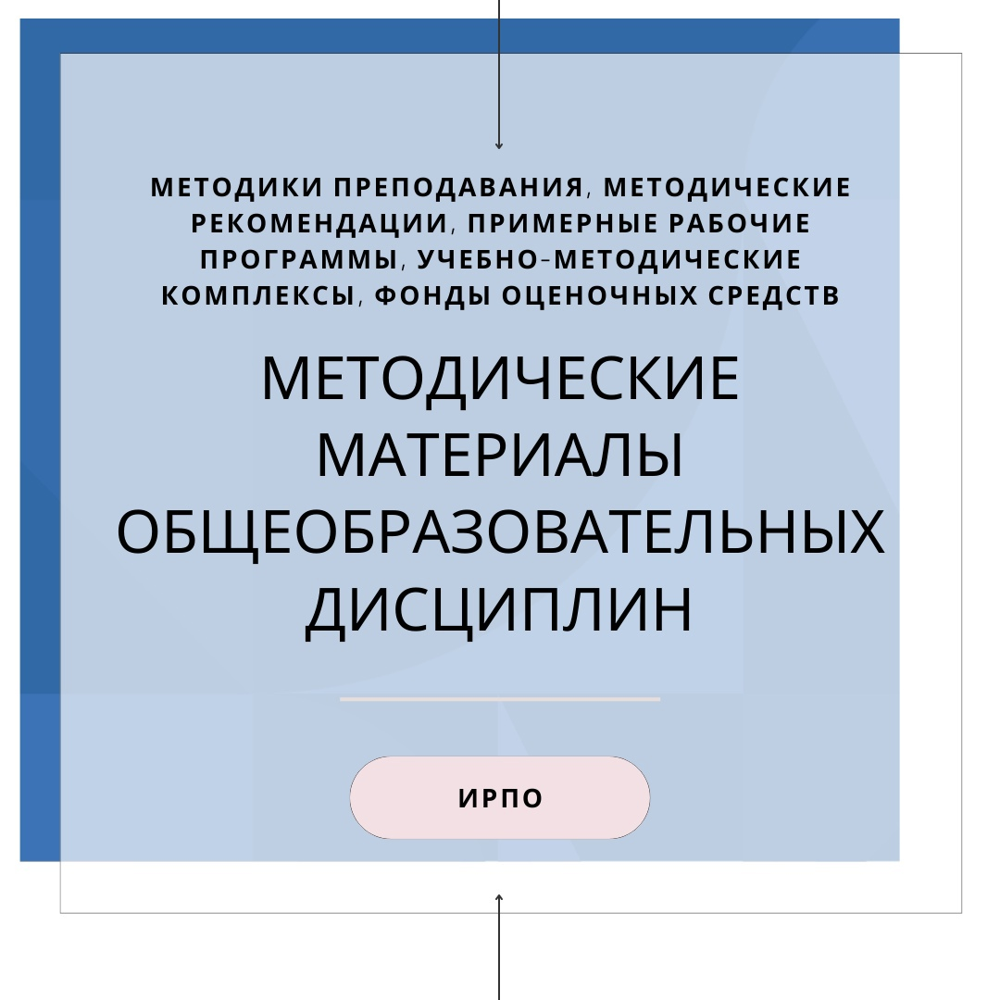 МЕТОДИКИ ПРЕПОДАВАНИЯ, МЕТОДИЧЕСКИЕ
РЕКОМЕНДАЦИИ, ПРИМЕРНЫЕ РАБОЧИЕ
ПРОГРАММЫ, УЧЕБНО-МЕТОДИЧЕСКИЕ
КОМПЛЕКСЫ, ФОНДЫ ОЦЕНОЧНЫХ СРЕДСТВ
МЕТОДИЧЕСКИЕ
МАТЕРИАЛЫ
ОБЩЕОБРАЗОВАТЕЛЬНЫХ
ДИСЦИПЛИН
ИРПО